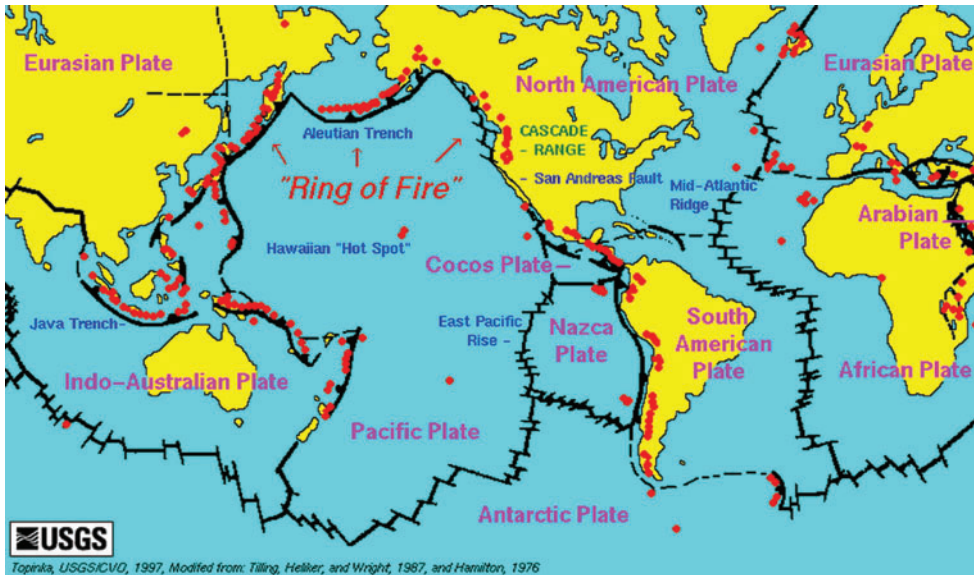 Eurasian Plate
North American Plate
Eurasian Plate
Aleutian Trench
CASCADE
- RANGE
"Ring of Fire"
- San Andreas Fault
Mid-Atlantic
Ridge
Arabian
Plate
Hawaiian "Hot Spot"
Cocos Plate
Java Trench-
East Pacific
Rise -
Nazca
Plate
South
American
Plate
Indo-Australian Plate
African Plate
Pacific Plate
Antarctic Plate
USGS
Topinka, USGS/CVO, 1997, Modifed from: Tilling, Heliker, and Wright, 1987, and Hamilton, 1976